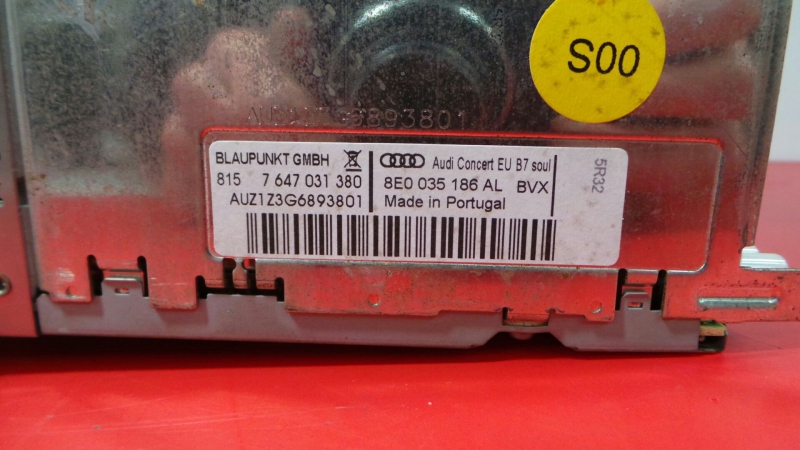 S00
AUZ1Z3G6893801
BLAUPUNKT GMBH
815 7 647 031 380
AUZ1Z3G6893801
Audi Concert EU B7 soul
8E0 035 186 AL BVX
Made in Portugal
5R32